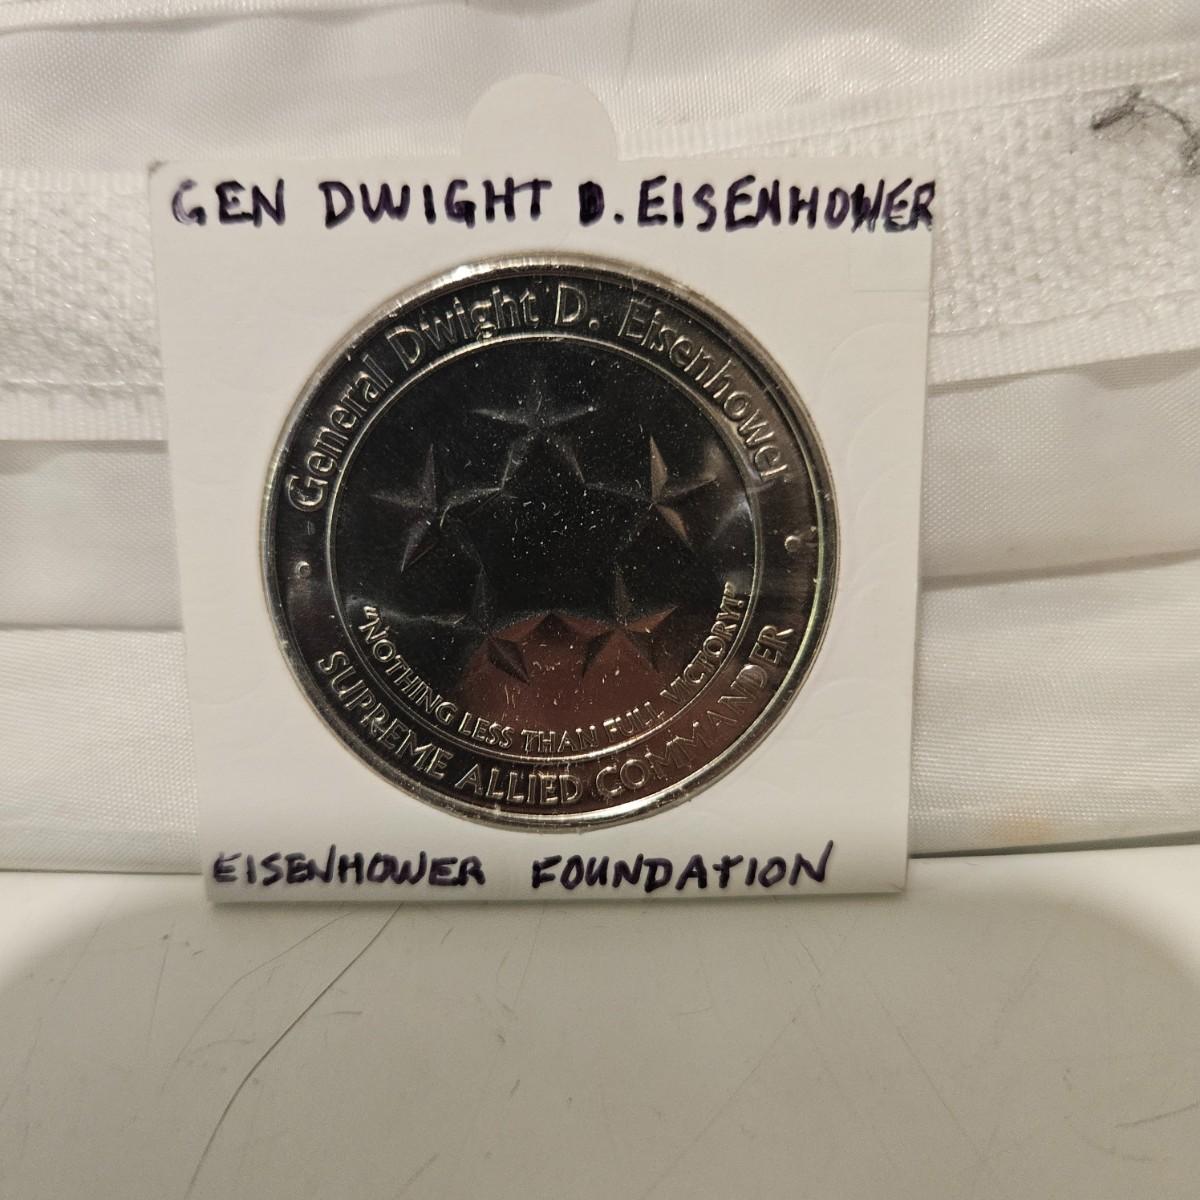 GEN DWIGHT D. EISENHOWER
General Dwight D. Eisenhower
"NOTHING LESS THAN FULL VICTORY!"
SUPREME ALLIED COMMANDER
EISENHOWER FOUNDATION